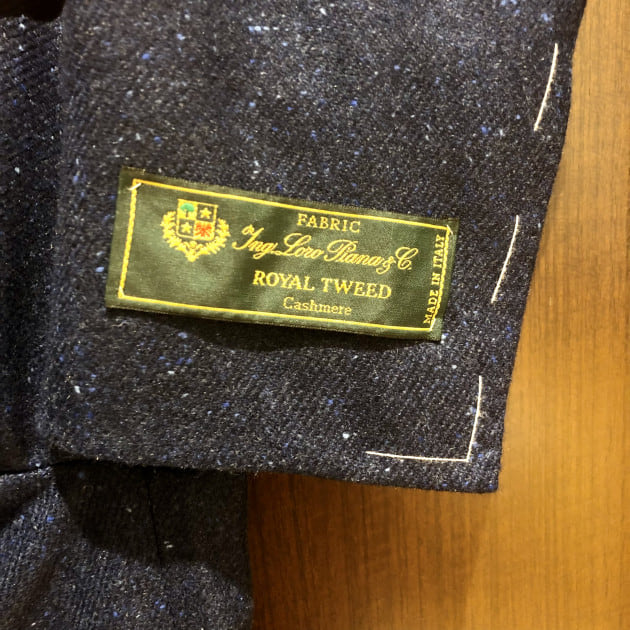 FABRIC
Ing. Loro Piana & C.
ROYAL TWEED
Cashmere
MADE IN ITALY